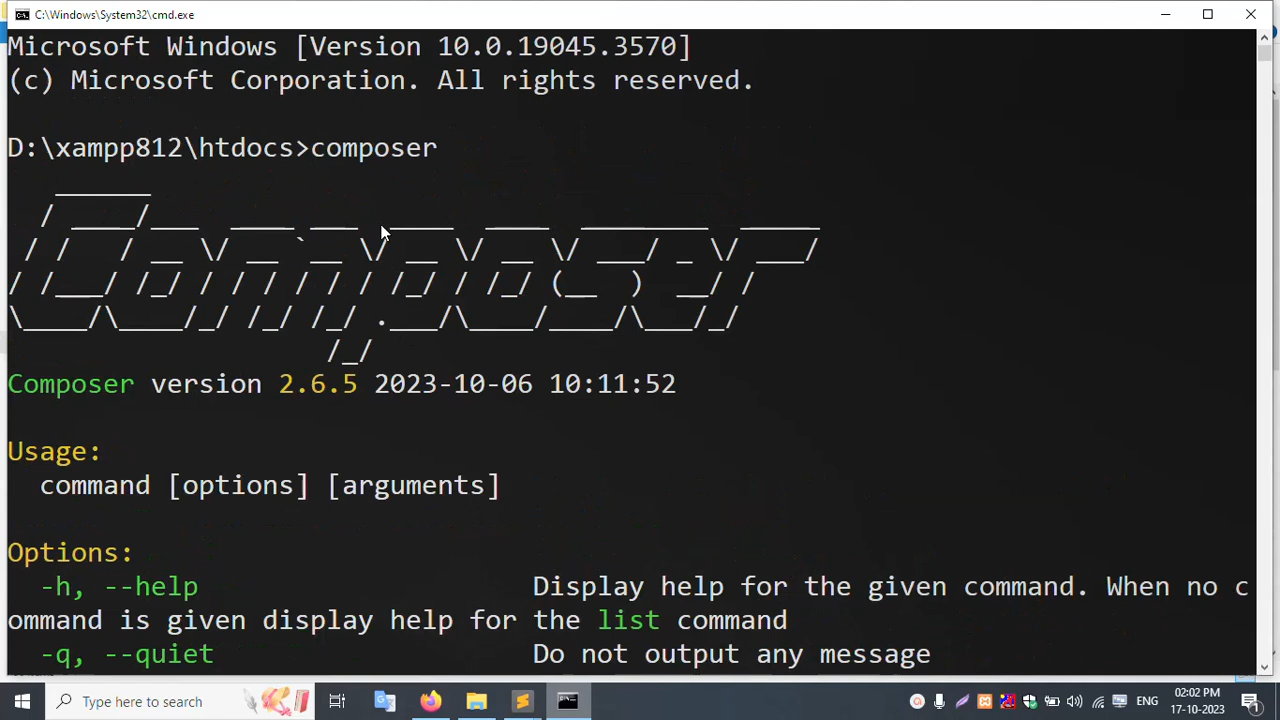 C:\Windows\System32\cmd.exe
Microsoft Windows [Version 10.0.19045.3570]
(c) Microsoft Corporation. All rights reserved.
D:\xampp812\htdocs>composer
Composer
Composer version 2.6.5 2023-10-06 10:11:52
Usage:
command [options] [arguments]
Options:
-h, --help Display help for the given command. When no c
ommand is given display help for the list command
-q, --quiet Do not output any message
Type here to search
ENG
02:02 PM
17-10-2023
1